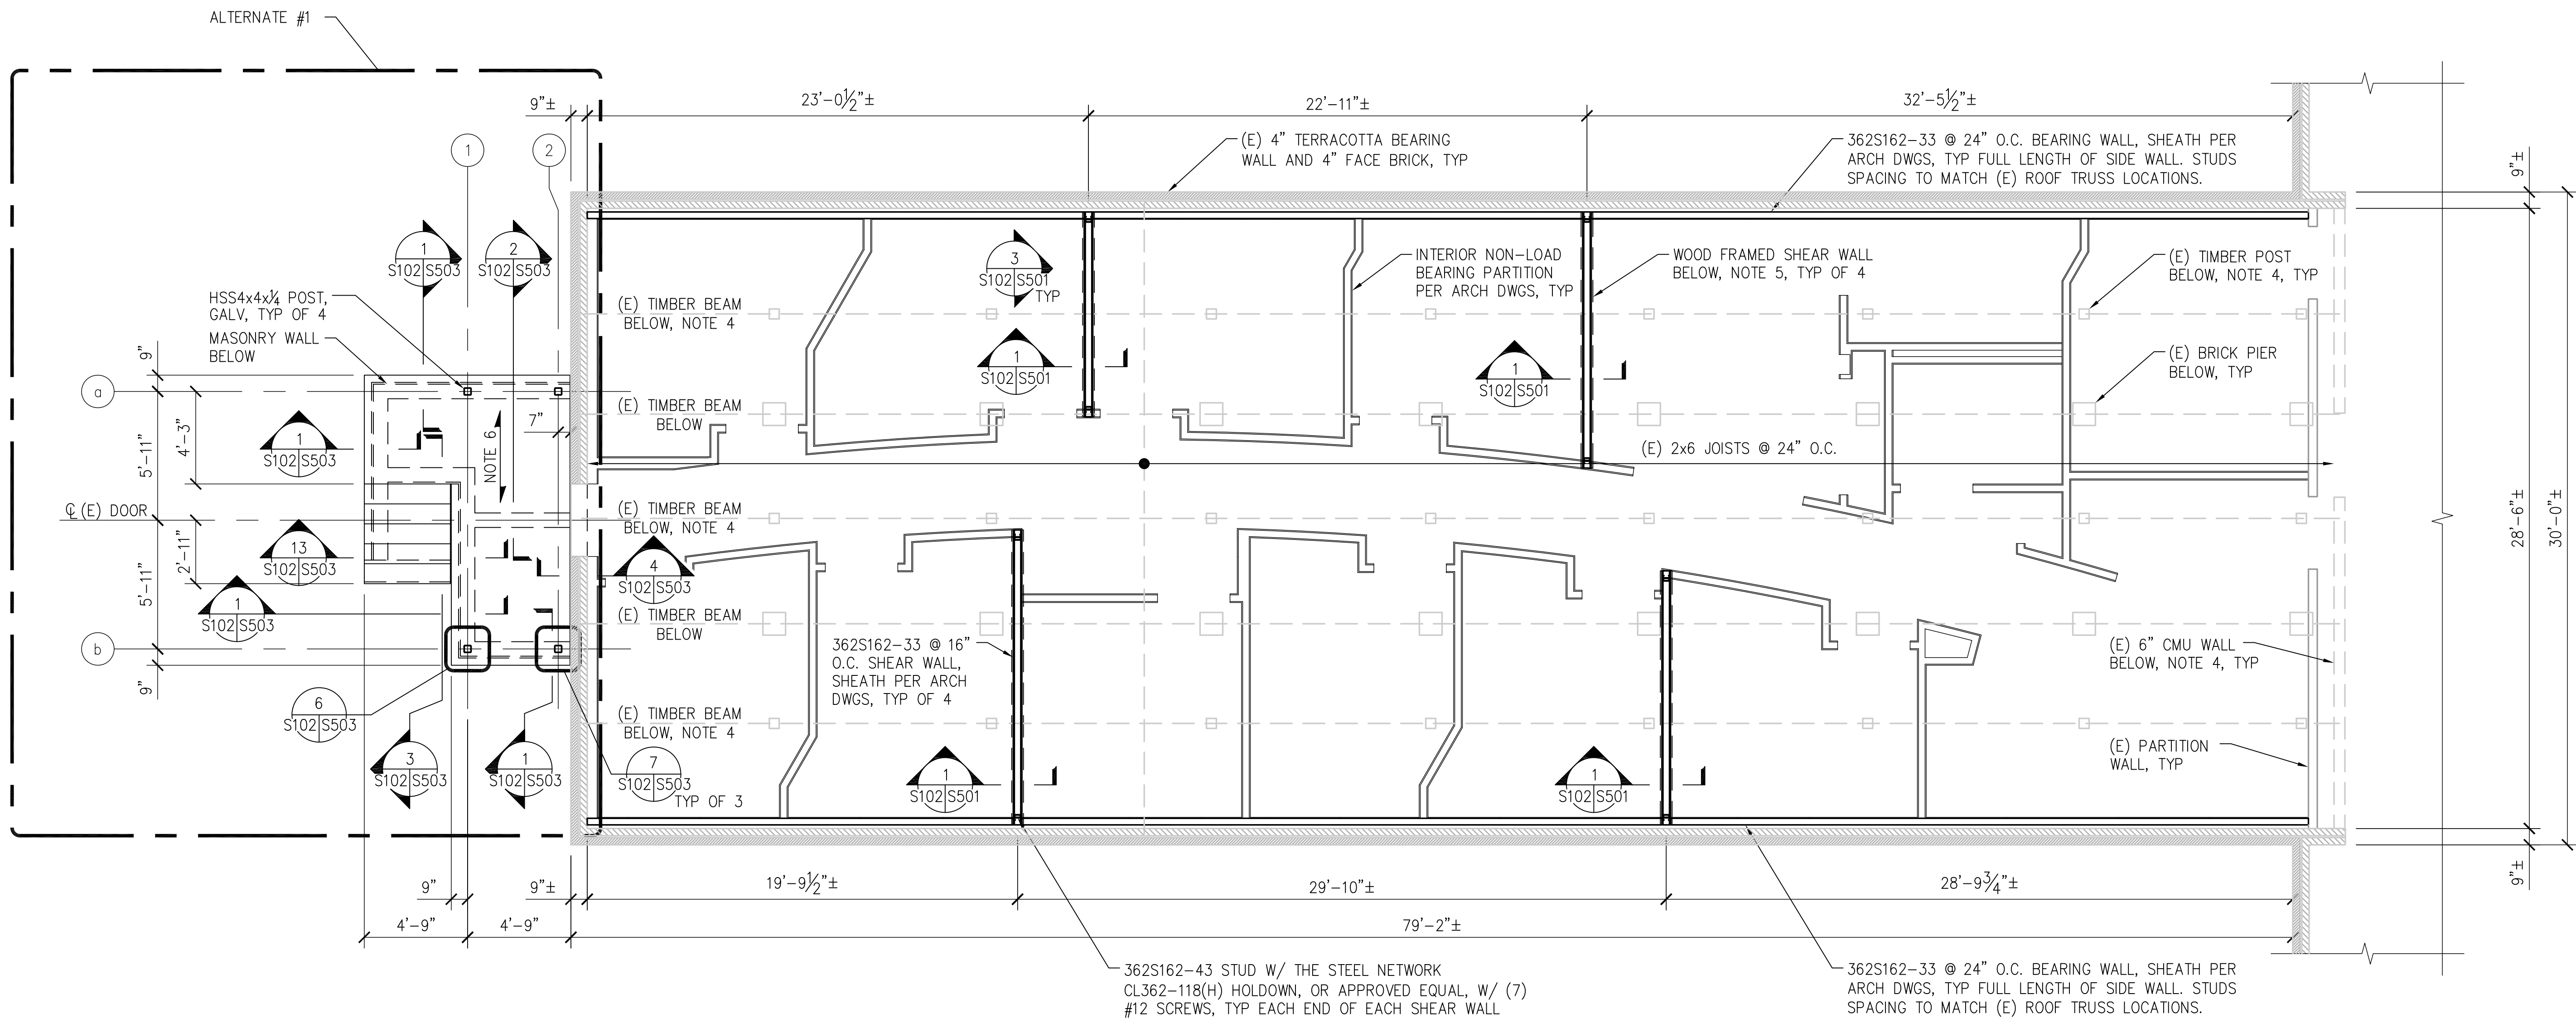 ALTERNATE #1
9"±
23'-0 1/2"±
22'-11"±
32'-5 1/2"±
1
2
(E) 4" TERRACOTTA BEARING
WALL AND 4" FACE BRICK, TYP
362S162-33 @ 24" O.C. BEARING WALL, SHEATH PER
ARCH DWGS, TYP FULL LENGTH OF SIDE WALL. STUDS
SPACING TO MATCH (E) ROOF TRUSS LOCATIONS.
9"±
1
S102 S503
2
S102 S503
3
S102 S501
TYP
INTERIOR NON-LOAD
BEARING PARTITION
PER ARCH DWGS, TYP
WOOD FRAMED SHEAR WALL
BELOW, NOTE 5, TYP OF 4
(E) TIMBER POST
BELOW, NOTE 4, TYP
HSS4x4x1/4 POST,
GALV, TYP OF 4
MASONRY WALL
BELOW
(E) TIMBER BEAM
BELOW, NOTE 4
1
S102 S501
1
S102 S501
(E) BRICK PIER
BELOW, TYP
9"
a
5'-11"
4'-3"
7"
NOTE 6
(E) TIMBER BEAM
BELOW
1
S102 S503
(E) 2x6 JOISTS @ 24" O.C.
℄ (E) DOOR
(E) TIMBER BEAM
BELOW, NOTE 4
28'-6"±
30'-0"±
13
S102 S503
2'-11"
5'-11"
4
S102 S503
1
S102 S503
(E) TIMBER BEAM
BELOW
b
9"
362S162-33 @ 16"
O.C. SHEAR WALL,
SHEATH PER ARCH
DWGS, TYP OF 4
(E) 6" CMU WALL
BELOW, NOTE 4, TYP
6
S102 S503
(E) TIMBER BEAM
BELOW, NOTE 4
3
S102 S503
1
S102 S503
7
S102 S503
TYP OF 3
1
S102 S501
1
S102 S501
(E) PARTITION
WALL, TYP
9"
9"±
19'-9 1/2"±
29'-10"±
28'-9 3/4"±
9"±
4'-9"
4'-9"
79'-2"±
362S162-43 STUD W/ THE STEEL NETWORK
CL362-118(H) HOLDOWN, OR APPROVED EQUAL, W/ (7)
#12 SCREWS, TYP EACH END OF EACH SHEAR WALL
362S162-33 @ 24" O.C. BEARING WALL, SHEATH PER
ARCH DWGS, TYP FULL LENGTH OF SIDE WALL. STUDS
SPACING TO MATCH (E) ROOF TRUSS LOCATIONS.